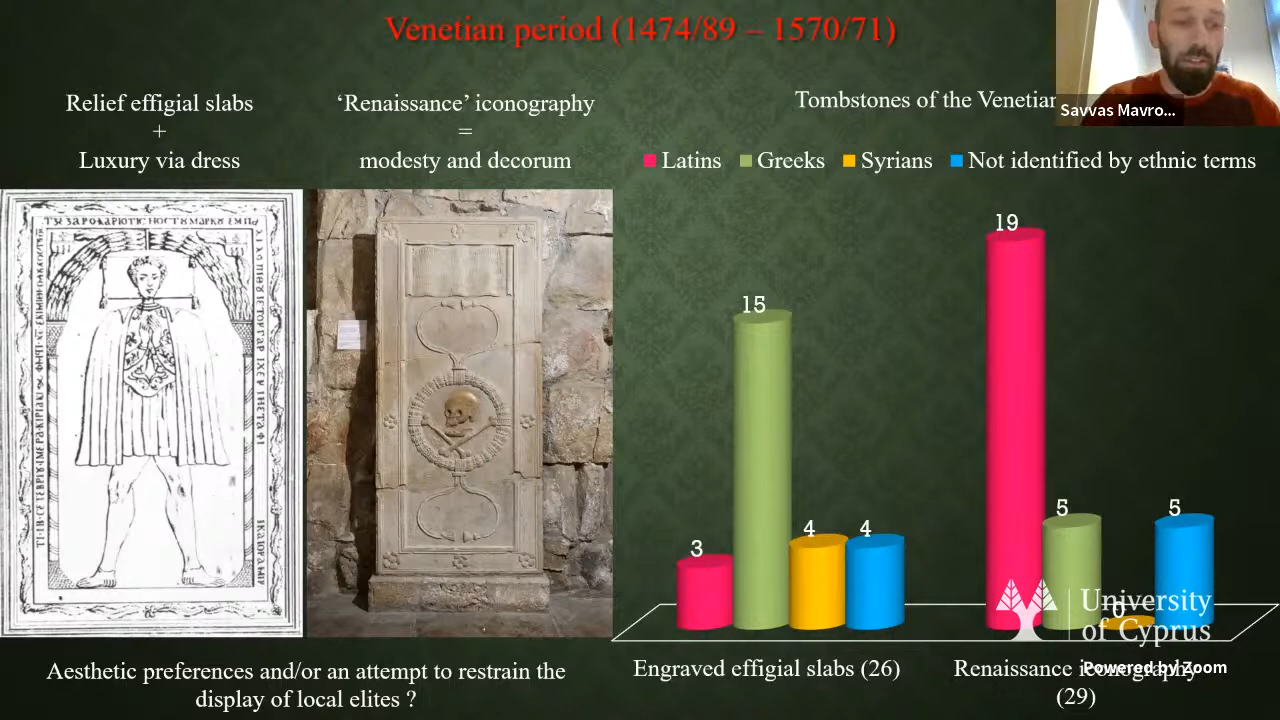 Venetian period (1474/89 – 1570/71)
Relief effigial slabs
+
Luxury via dress
‘Renaissance’ iconography
=
modesty and decorum
Tombstones of the Venetian
Savvas Mavro...
Latins
Greeks
Syrians
Not identified by ethnic terms
3
15
4
4
19
5
0
5
Engraved effigial slabs (26)
Renaissance iconography
(29)
University
of Cyprus
Powered by Zoom
Aesthetic preferences and/or an attempt to restrain the
display of local elites ?